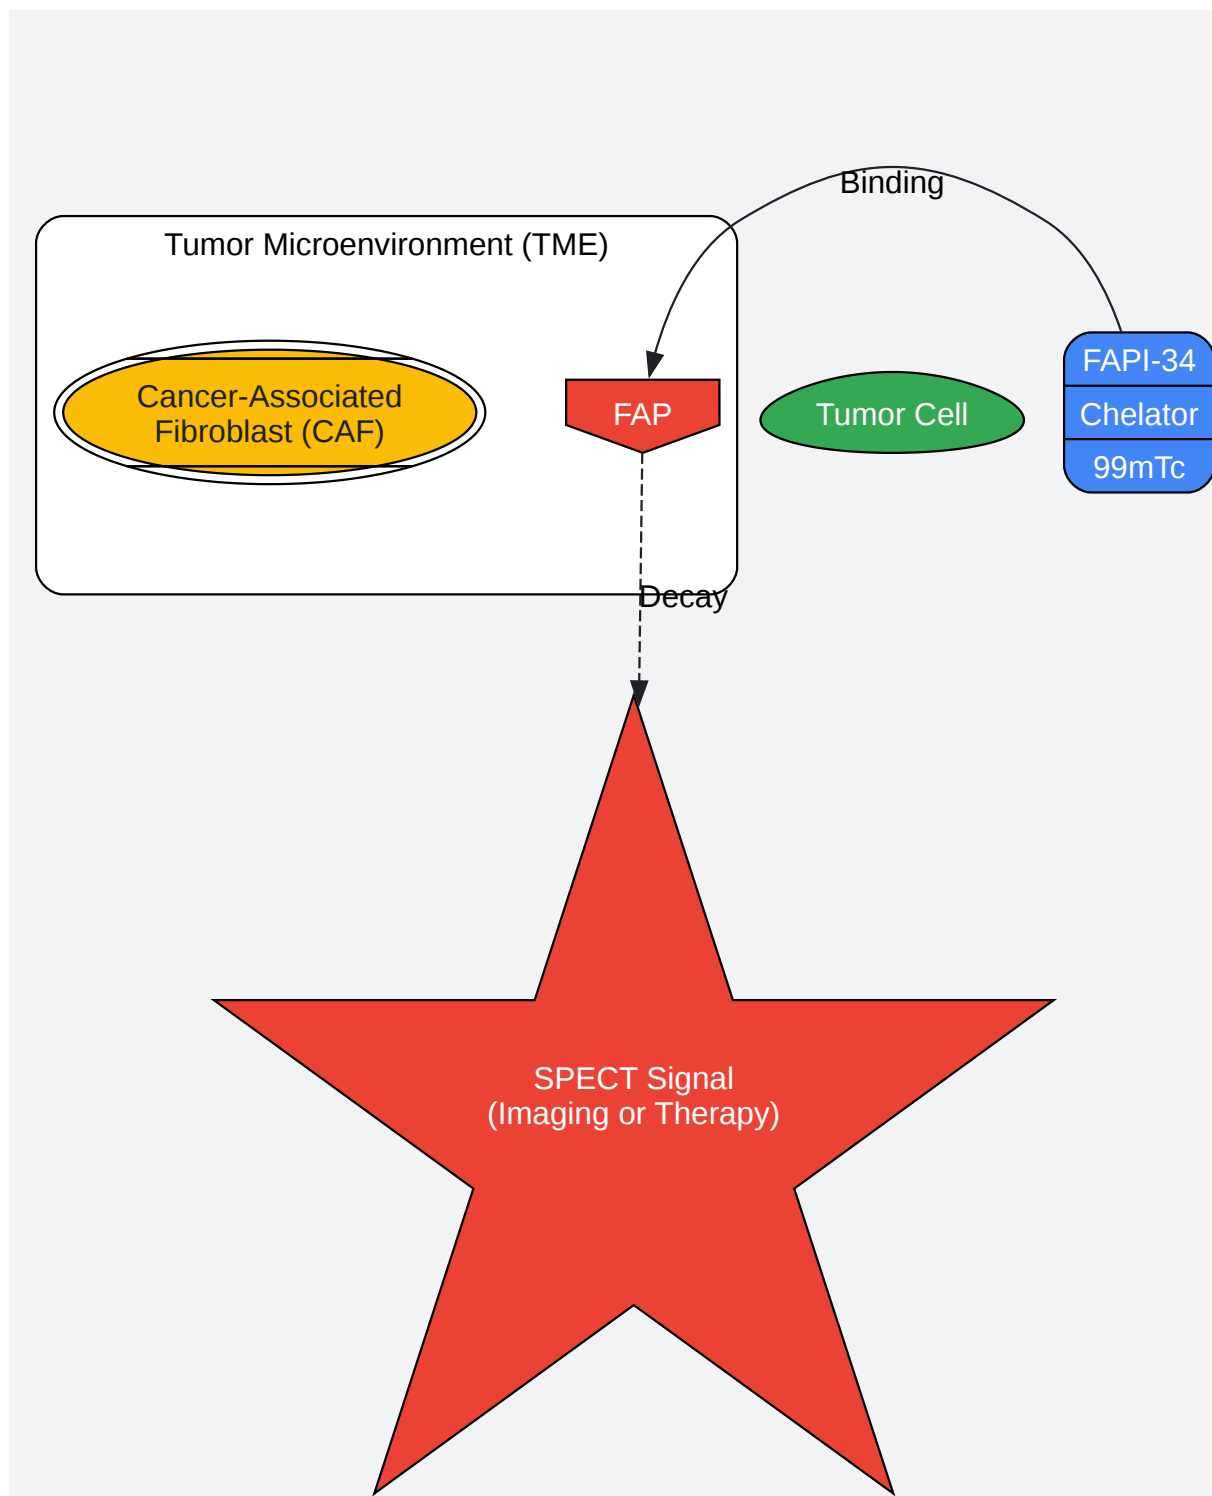 Binding
Tumor Microenvironment (TME)
Cancer-Associated
Fibroblast (CAF)
FAP
Tumor Cell
FAPI-34
Chelator
99mTc
Decay
SPECT Signal
(Imaging or Therapy)